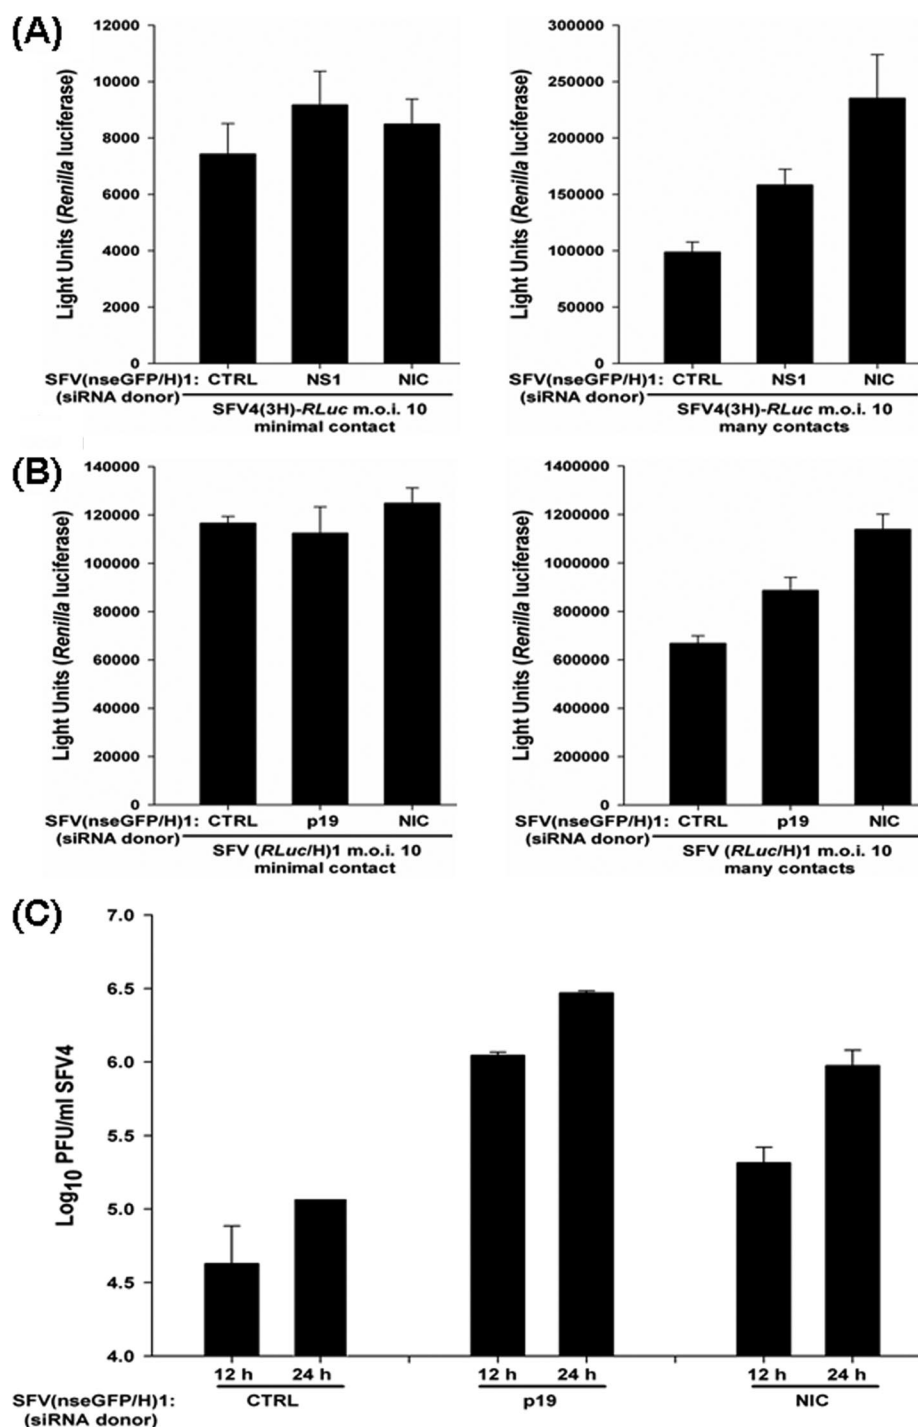 (A)
Light Units (Renilla luciferase)
12000
10000
8000
6000
4000
2000
0
SFV(nseGFP/H)1: CTRL NS1 NIC
(siRNA donor)
SFV4(3H)-RLuc m.o.i. 10
minimal contact
Light Units (Renilla luciferase)
300000
250000
200000
150000
100000
50000
0
SFV(nseGFP/H)1: CTRL NS1 NIC
(siRNA donor)
SFV4(3H)-RLuc m.o.i. 10
many contacts
(B)
Light Units (Renilla luciferase)
140000
120000
100000
80000
60000
40000
20000
0
SFV(nseGFP/H)1: CTRL p19 NIC
(siRNA donor)
SFV (RLuc/H)1 m.o.i. 10
minimal contact
Light Units (Renilla luciferase)
1400000
1200000
1000000
800000
600000
400000
200000
0
SFV(nseGFP/H)1: CTRL p19 NIC
(siRNA donor)
SFV (RLuc/H)1 m.o.i. 10
many contacts
(C)
Log10 PFU/ml SFV4
7.0
6.5
6.0
5.5
5.0
4.5
4.0
12 h 24 h 12 h 24 h 12 h 24 h
SFV(nseGFP/H)1: CTRL p19 NIC
(siRNA donor)